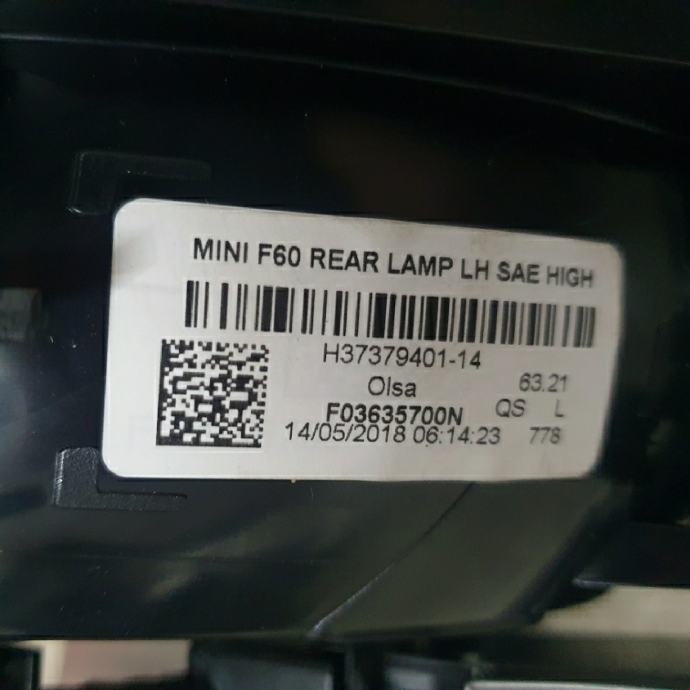 MINI F60 REAR LAMP LH SAE HIGH
H37379401-14
Olsa 63.21
F03635700N QS L
14/05/2018 06:14:23 778